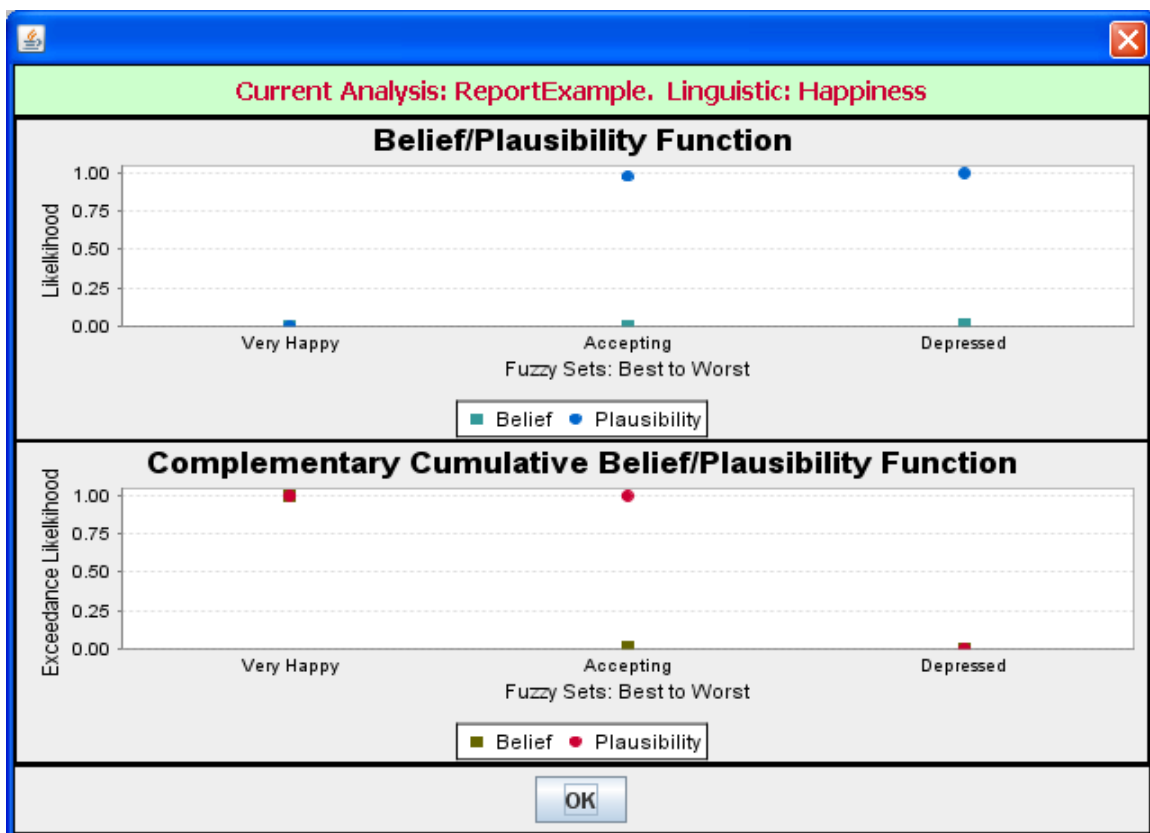 Current Analysis: ReportExample.  Linguistic: Happiness
Belief/Plausibility Function
Likelkihood
1.00
0.75
0.50
0.25
0.00
Very Happy Accepting Depressed
Fuzzy Sets: Best to Worst
Belief Plausibility
Complementary Cumulative Belief/Plausibility Function
Exceedance Likelkihood
1.00
0.75
0.50
0.25
0.00
Very Happy Accepting Depressed
Fuzzy Sets: Best to Worst
Belief Plausibility
OK